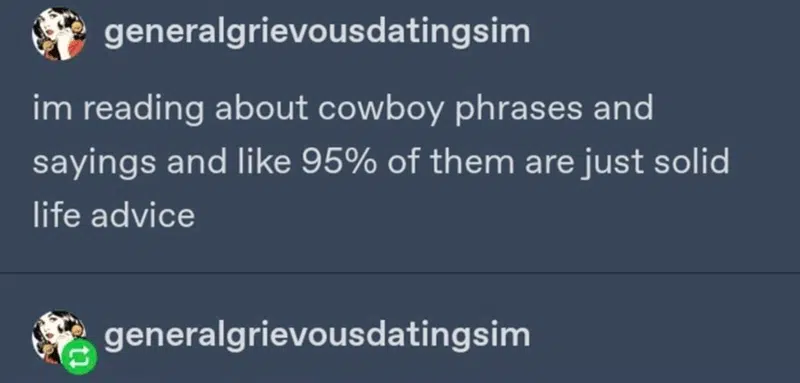 generalgrievousdatingsim
im reading about cowboy phrases and
sayings and like 95% of them are just solid
life advice
generalgrievousdatingsim